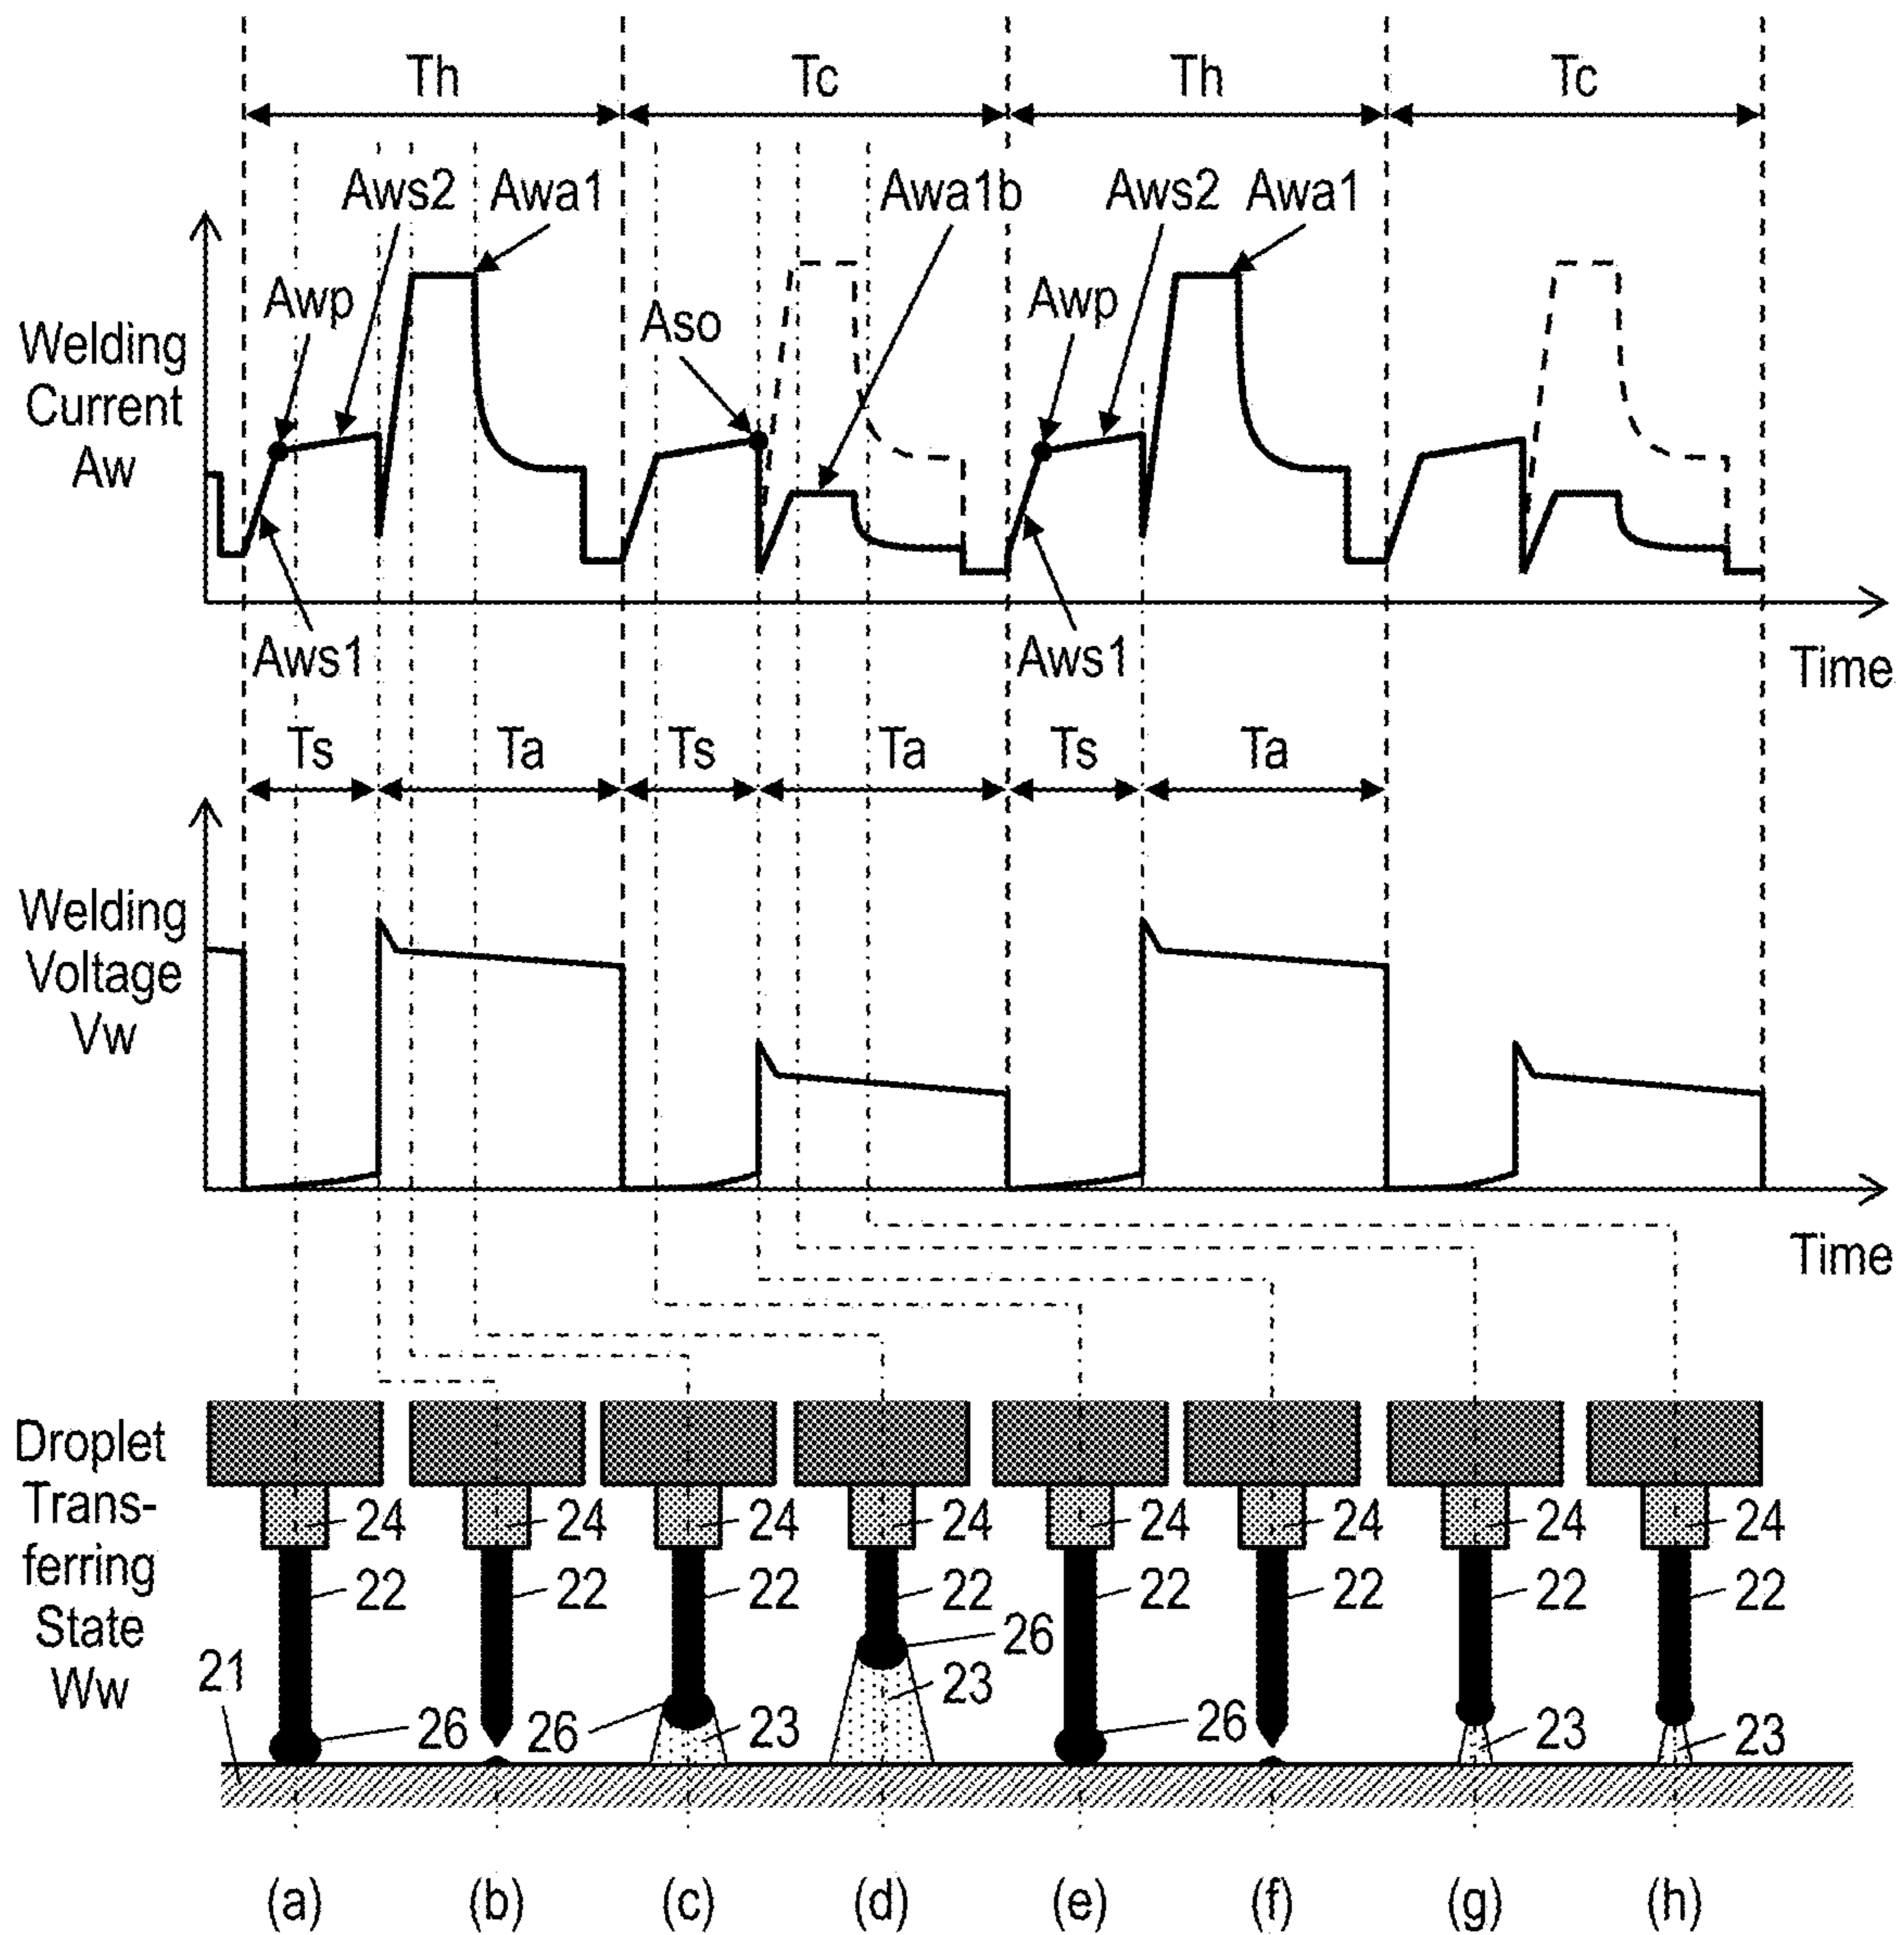 Th Tc Th Tc
Aws2 Awa1 Awa1b Aws2 Awa1
Awp Aso Awp
Welding
Current
Aw
Aws1 Aws1
Time
Ts Ta Ts Ta Ts Ta
Welding
Voltage
Vw
Time
Droplet
Trans-
ferring
State
Ww
24 24 24 24 24 24 24 24
22 22 22 22 22 22 22 22
21
26 26 26 23 23 26 26 23 23
(a) (b) (c) (d) (e) (f) (g) (h)